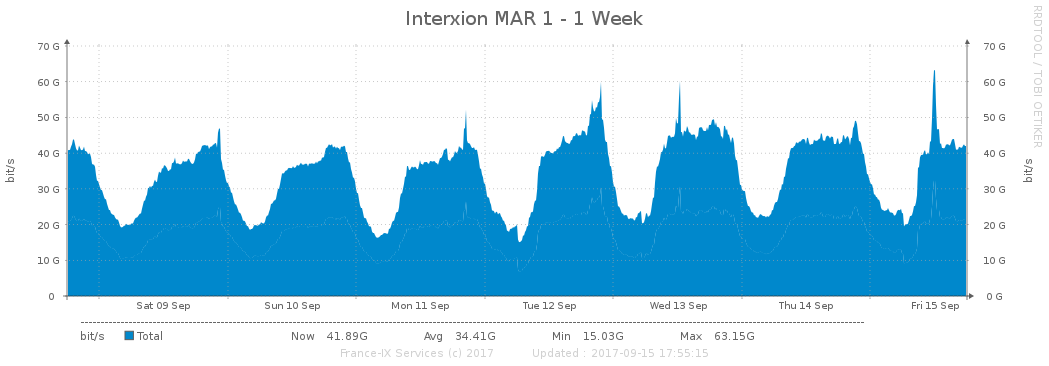 Interxion MAR 1 - 1 Week
RRDTOOL / TOBI OETIKER
70 G 70 G
60 G 60 G
50 G 50 G
40 G 40 G
30 G 30 G
20 G 20 G
10 G 10 G
0 0 G
bit/s bit/s
Sat 09 Sep Sun 10 Sep Mon 11 Sep Tue 12 Sep Wed 13 Sep Thu 14 Sep Fri 15 Sep
bit/s Total Now 41.89G Avg 34.41G Min 15.03G Max 63.15G
France-IX Services (c) 2017 Updated : 2017-09-15 17:55:15